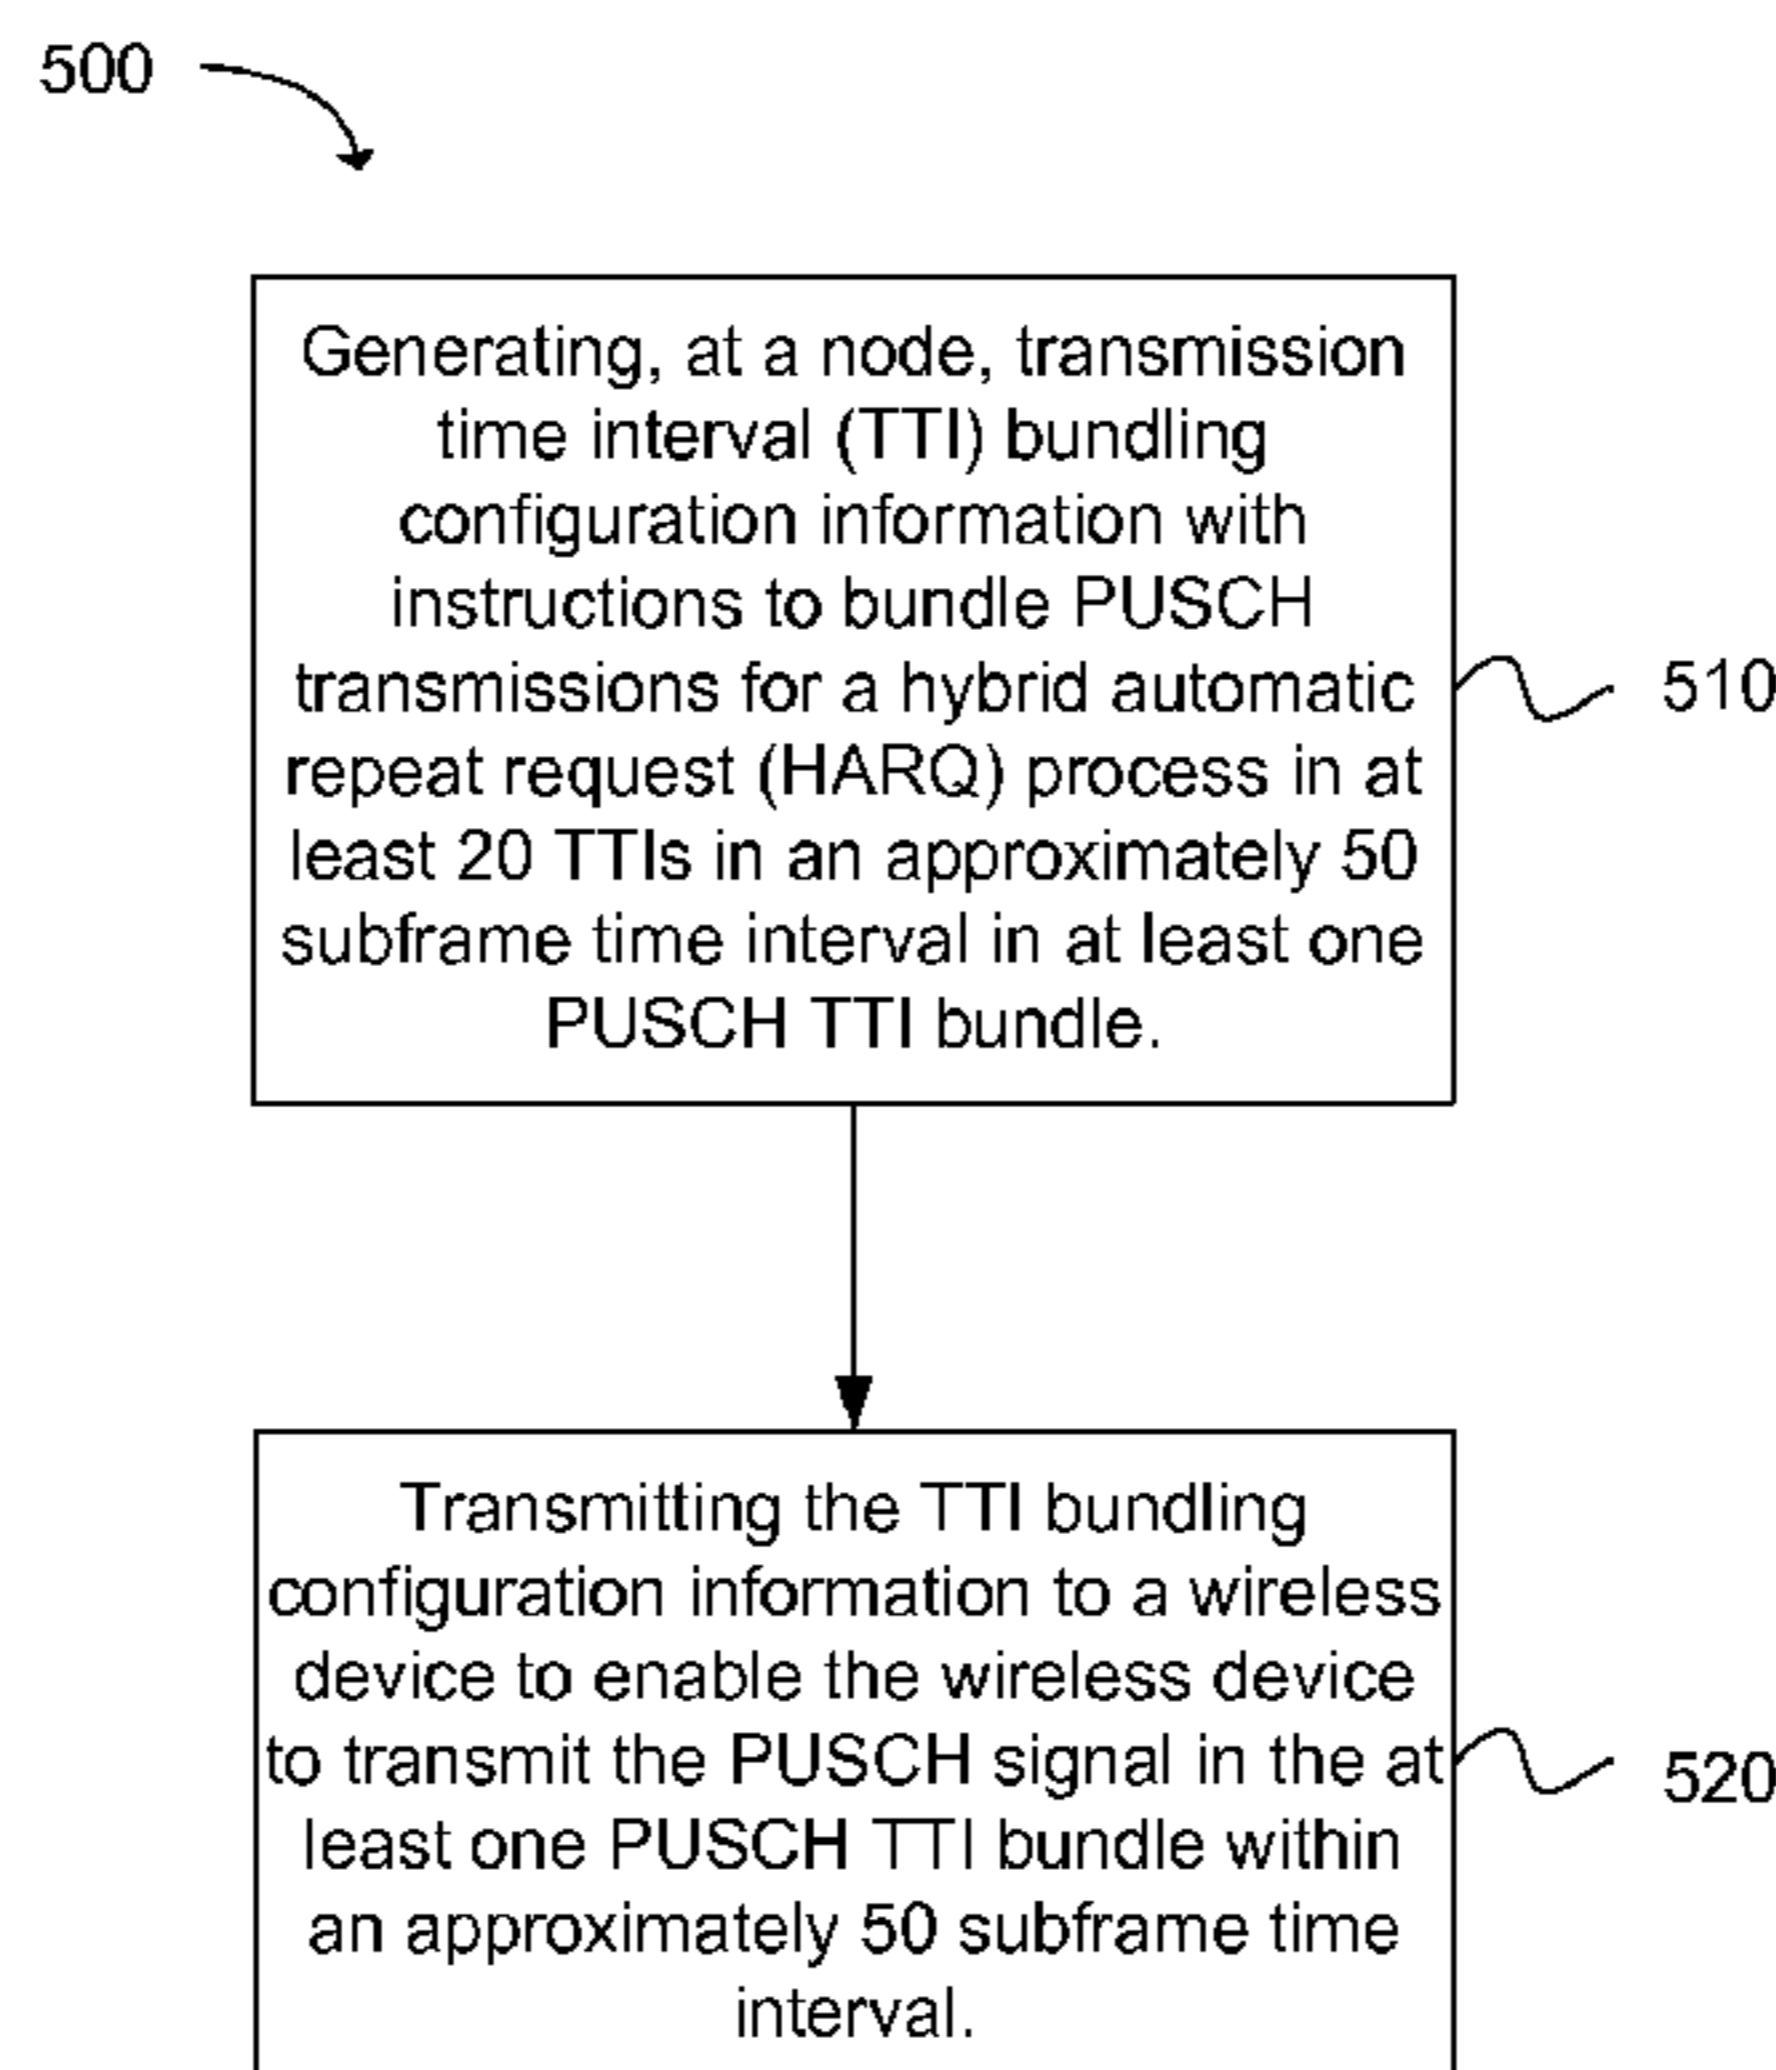 500
Generating, at a node, transmission
time interval (TTI) bundling
configuration information with
instructions to bundle PUSCH
transmissions for a hybrid automatic
repeat request (HARQ) process in at
least 20 TTIs in an approximately 50
subframe time interval in at least one
PUSCH TTI bundle.
510
Transmitting the TTI bundling
configuration information to a wireless
device to enable the wireless device
to transmit the PUSCH signal in the at
least one PUSCH TTI bundle within
an approximately 50 subframe time
interval.
520